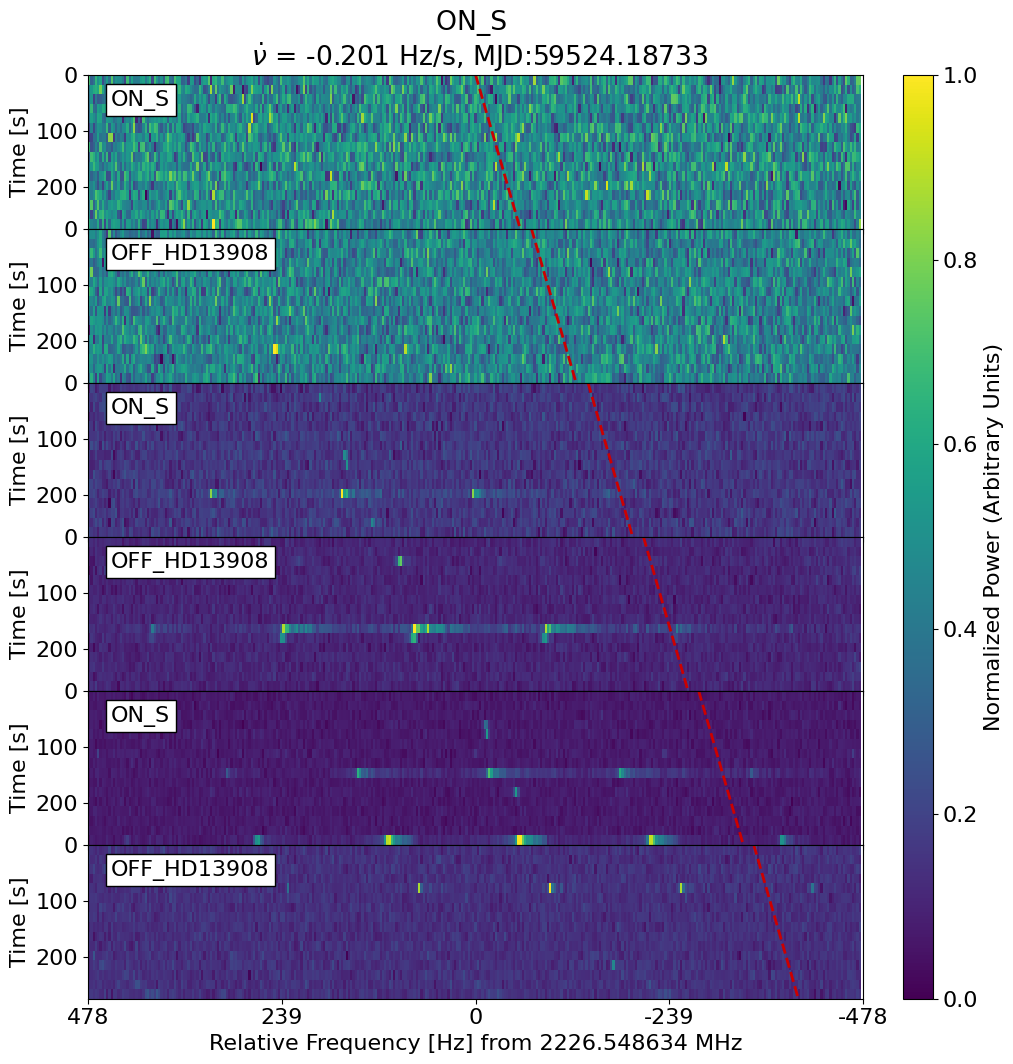 ON_S
ν̇ = -0.201 Hz/s, MJD:59524.18733
ON_S
0
100
200
Time [s]
OFF_HD13908
0
100
200
Time [s]
ON_S
0
100
200
Time [s]
OFF_HD13908
0
100
200
Time [s]
ON_S
0
100
200
Time [s]
OFF_HD13908
0
100
200
Time [s]
478 239 0 -239 -478
Relative Frequency [Hz] from 2226.548634 MHz
1.0
0.8
0.6
0.4
0.2
0.0
Normalized Power (Arbitrary Units)